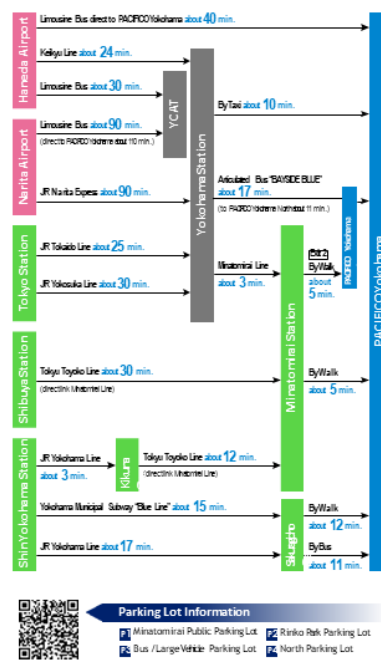 Haneda Airport
Limousine Bus direct to PACIFICO Yokohama about 40 min.
Keikyu Line about 24 min.
Limousine Bus about 30 min.
YCAT
Yokohama Station
By Taxi about 10 min.
Narita Airport
Limousine Bus about 90 min.
(direct to PACIFICO Yokohama about 110 min.)
JR Narita Express about 90 min.
Articulated Bus "BAYSIDE BLUE"
about 17 min.
(to PACIFICO Yokohama North about 11 min.)
PACIFICO Yokohama
PACIFICO Yokohama
Tokyo Station
JR Tokaido Line about 25 min.
JR Yokosuka Line about 30 min.
Minatomirai Line
about 3 min.
Minatomirai Station
Exit 2
By Walk
about
5 min.
Shibuya Station
Tokyu Toyoko Line about 30 min.
(direct link Minatomirai Line)
By Walk
about 5 min.
Shin Yokohama Station
JR Yokohama Line
about 3 min.
Kikuna
Tokyu Toyoko Line about 12 min.
(direct link Minatomirai Line)
Yokohama Municipal Subway "Blue Line" about 15 min.
By Walk
about 12 min.
JR Yokohama Line about 17 min.
By Bus
about 11 min.
Parking Lot Information
P1 Minatomirai Public Parking Lot
P2 Rinko Park Parking Lot
P3 Bus / Large Vehicle Parking Lot
P4 North Parking Lot